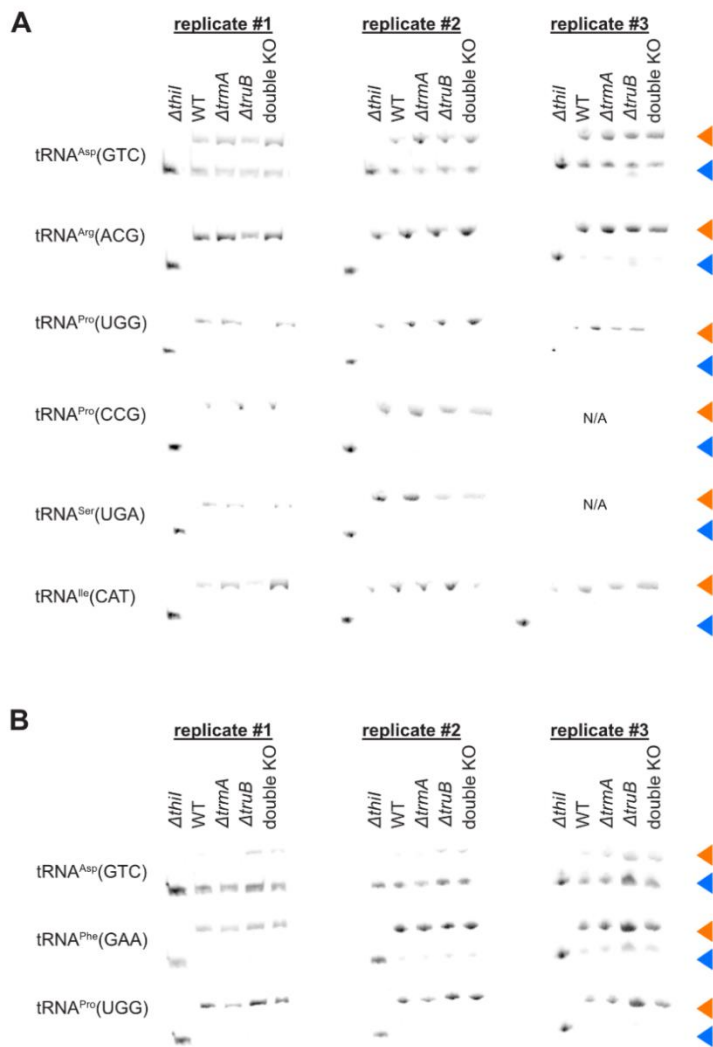 A
replicate #1 replicate #2 replicate #3
ΔthiI WT ΔtrmA ΔtruB double KO ΔthiI WT ΔtrmA ΔtruB double KO ΔthiI WT ΔtrmA ΔtruB double KO
tRNAAsp(GTC)
tRNAArg(ACG)
tRNAPro(UGG)
tRNAPro(CCG) N/A
tRNASer(UGA) N/A
tRNAIle(CAT)
B
replicate #1 replicate #2 replicate #3
ΔthiI WT ΔtrmA ΔtruB double KO ΔthiI WT ΔtrmA ΔtruB double KO ΔthiI WT ΔtrmA ΔtruB double KO
tRNAAsp(GTC)
tRNAPhe(GAA)
tRNAPro(UGG)